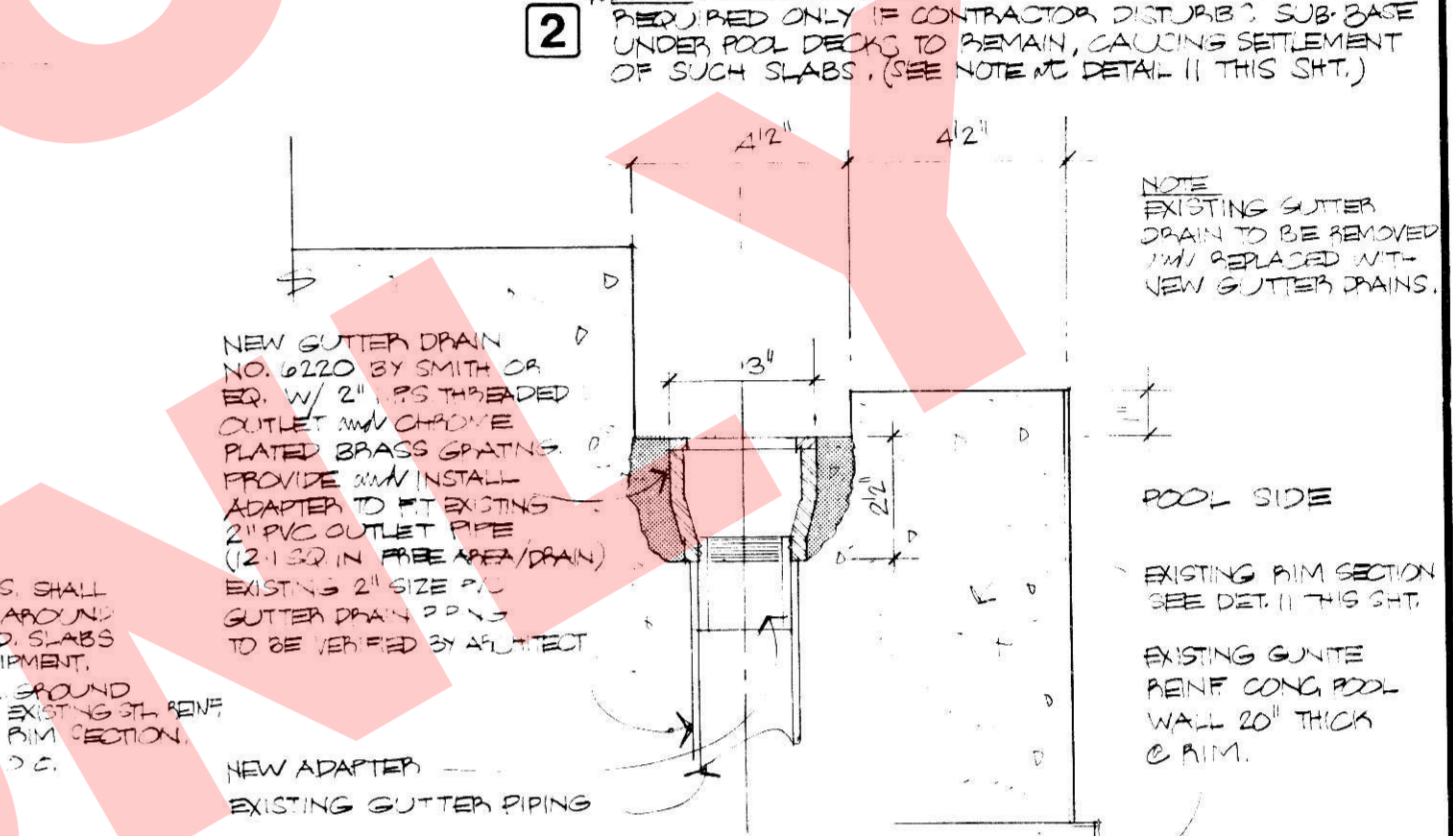 2
REQUIRED ONLY IF CONTRACTOR DISTURBS SUB-BASE
UNDER POOL DECKS TO REMAIN, CAUSING SETTLEMENT
OF SUCH SLABS. (SEE NOTE AT DETAIL 11 THIS SHT.)
4 1/2"
4 1/2"
NOTE
EXISTING GUTTER
DRAIN TO BE REMOVED
AND REPLACED WITH
NEW GUTTER DRAINS.
NEW GUTTER DRAIN
NO. 6220 BY SMITH OR
EQ. W/ 2" I.P.S THREADED
OUTLET AND CHROME
PLATED BRASS GRATING.
PROVIDE AND INSTALL
ADAPTER TO FIT EXISTING
2" PVC OUTLET PIPE
(12.1 SQ. IN FREE AREA/DRAIN)
EXISTING 2" SIZE PVC
GUTTER DRAIN PIPING
TO BE VERIFIED BY ARCHITECT
3"
1"
2 1/2"
POOL SIDE
EXISTING RIM SECTION
SEE DET. 11 THIS SHT.
EXISTING GUNITE
REINF CONC POOL
WALL 20" THICK
@ RIM.
S. SHALL
AROUND
D. SLABS
IPMENT.
GROUND
EXISTING STL REINF
RIM SECTION.
O.C.
NEW ADAPTER
EXISTING GUTTER PIPING
ONLY